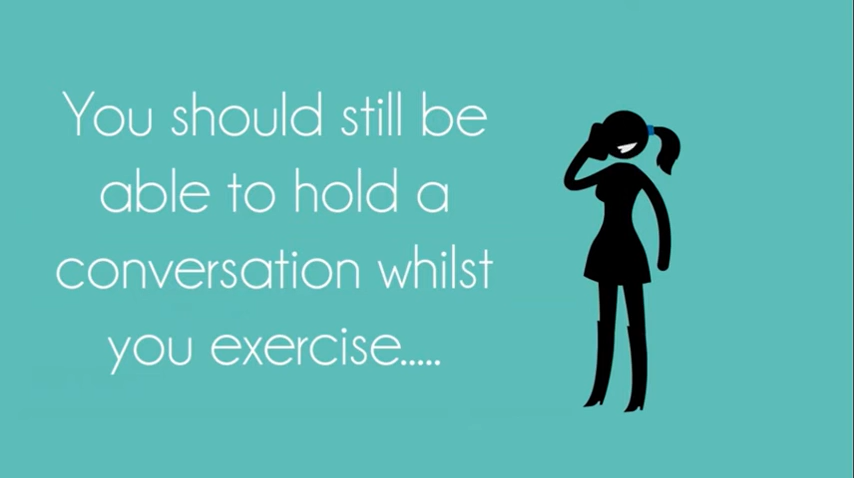 You should still be
able to hold a
conversation whilst
you exercise.....